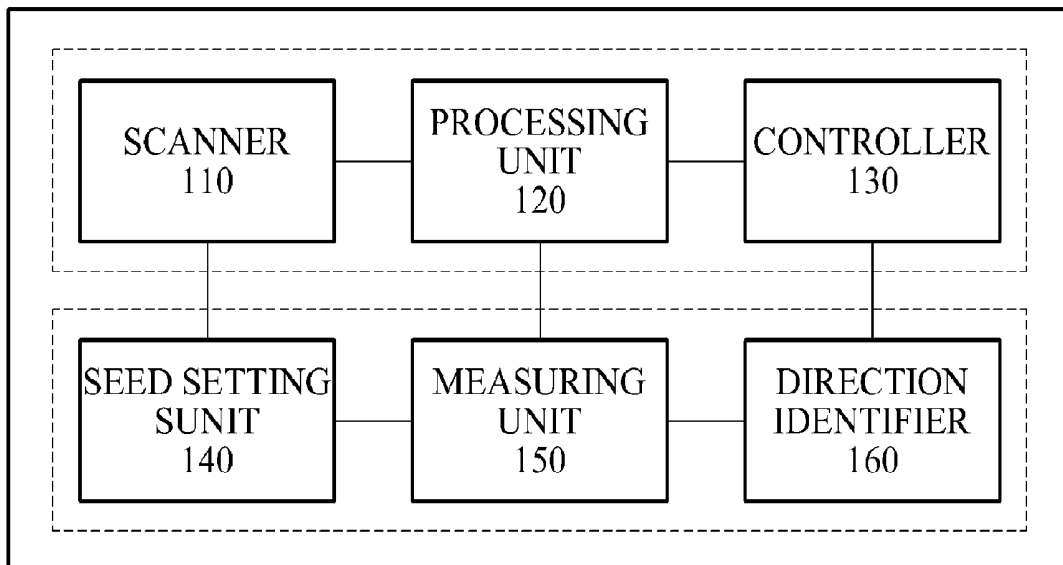 SCANNER
110
PROCESSING
UNIT
120
CONTROLLER
130
SEED SETTING
SUNIT
140
MEASURING
UNIT
150
DIRECTION
IDENTIFIER
160